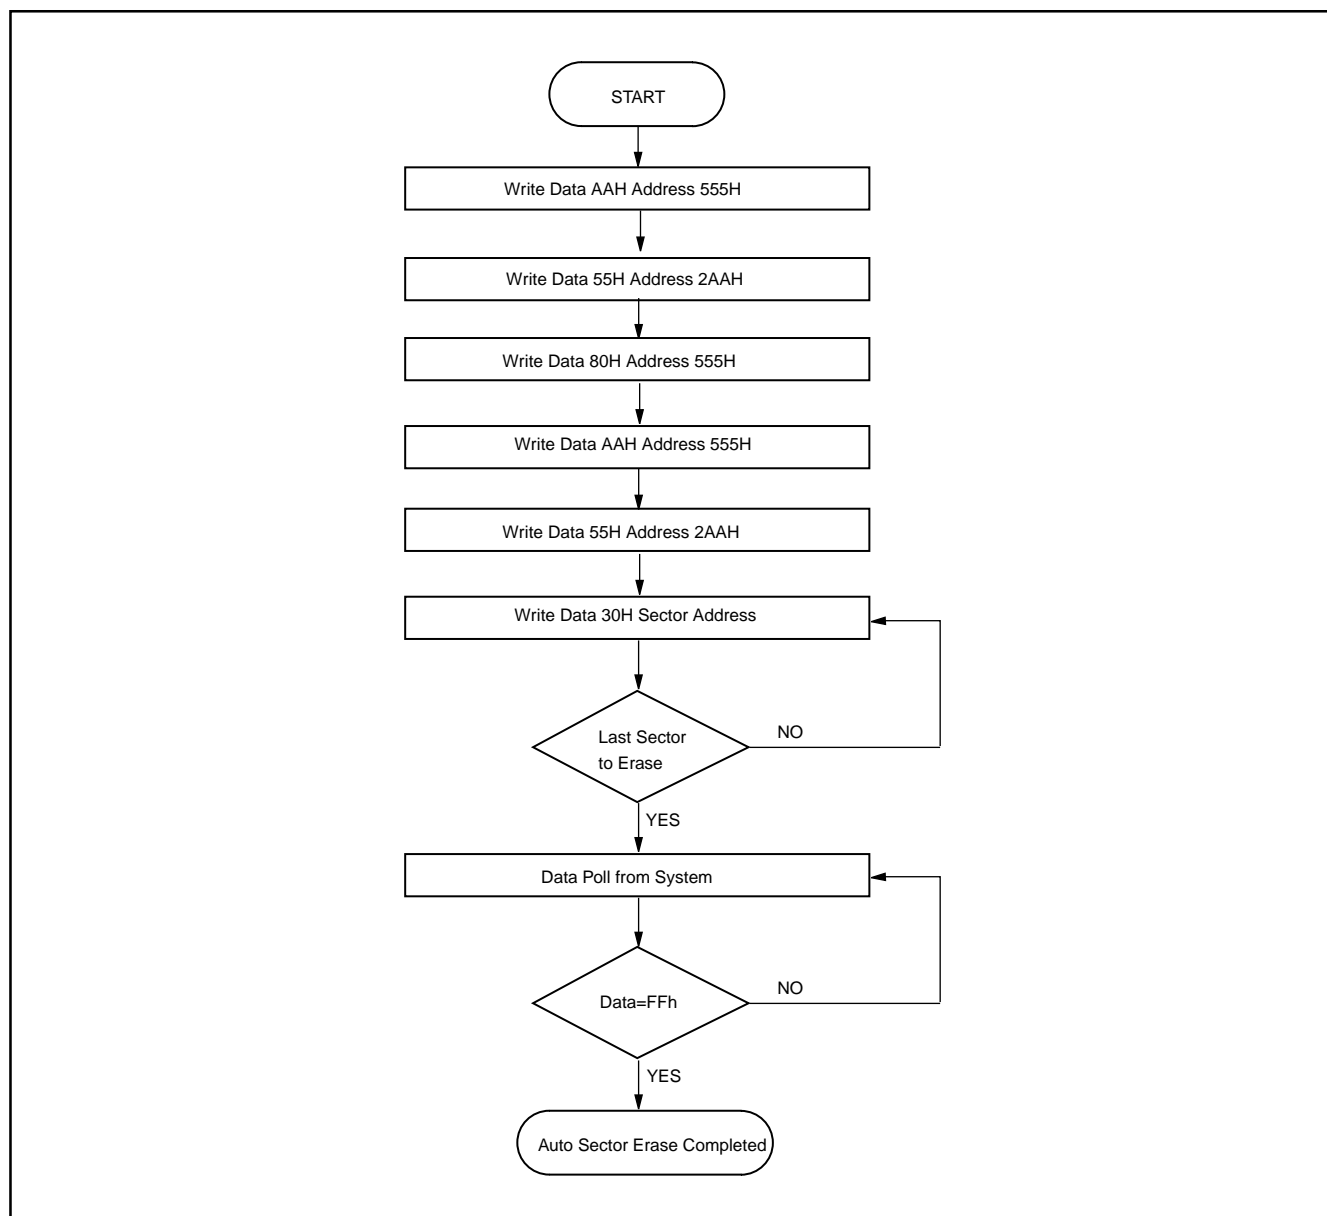 START
Write Data AAH Address 555H
Write Data 55H Address 2AAH
Write Data 80H Address 555H
Write Data AAH Address 555H
Write Data 55H Address 2AAH
Write Data 30H Sector Address
Last Sector
to Erase
NO
YES
Data Poll from System
Data=FFh
NO
YES
Auto Sector Erase Completed